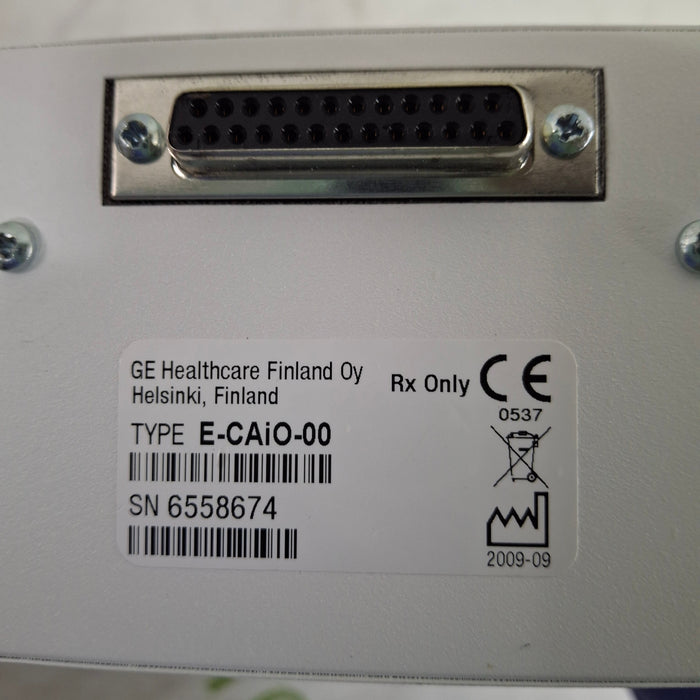 GE Healthcare Finland Oy
Helsinki, Finland
Rx Only
CE
0537
TYPE E-CAiO-00
SN 6558674
2009-09